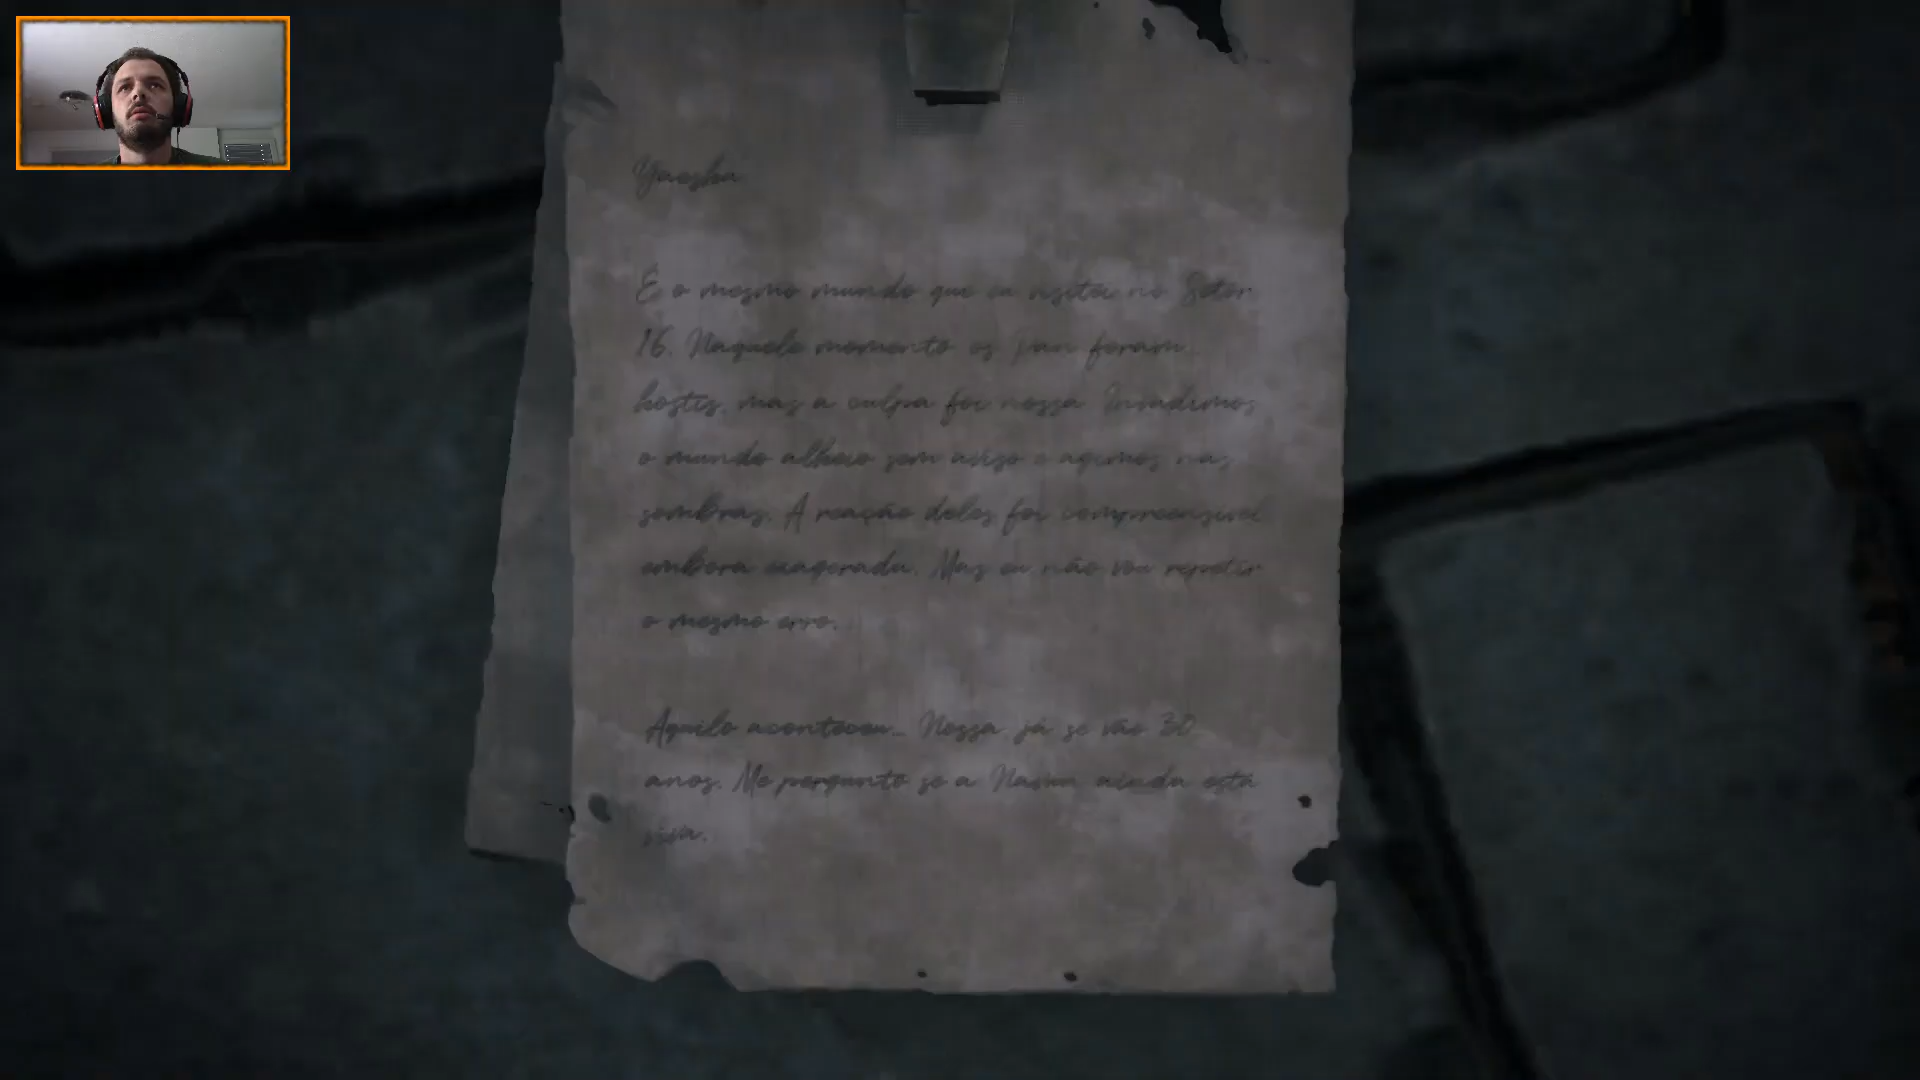 Yaesha
É o mesmo mundo que eu visitei no Setor
16. Naquele momento os Pan foram
hostis, mas a culpa foi nossa. Invadimos
o mundo alheio sem aviso e agimos nas
sombras. A reação deles foi compreensível
embora exagerada. Mas eu não vou repetir
o mesmo erro.
Aquilo aconteceu... Nossa, já se vão 30
anos. Me pergunto se a ainda está
viva.